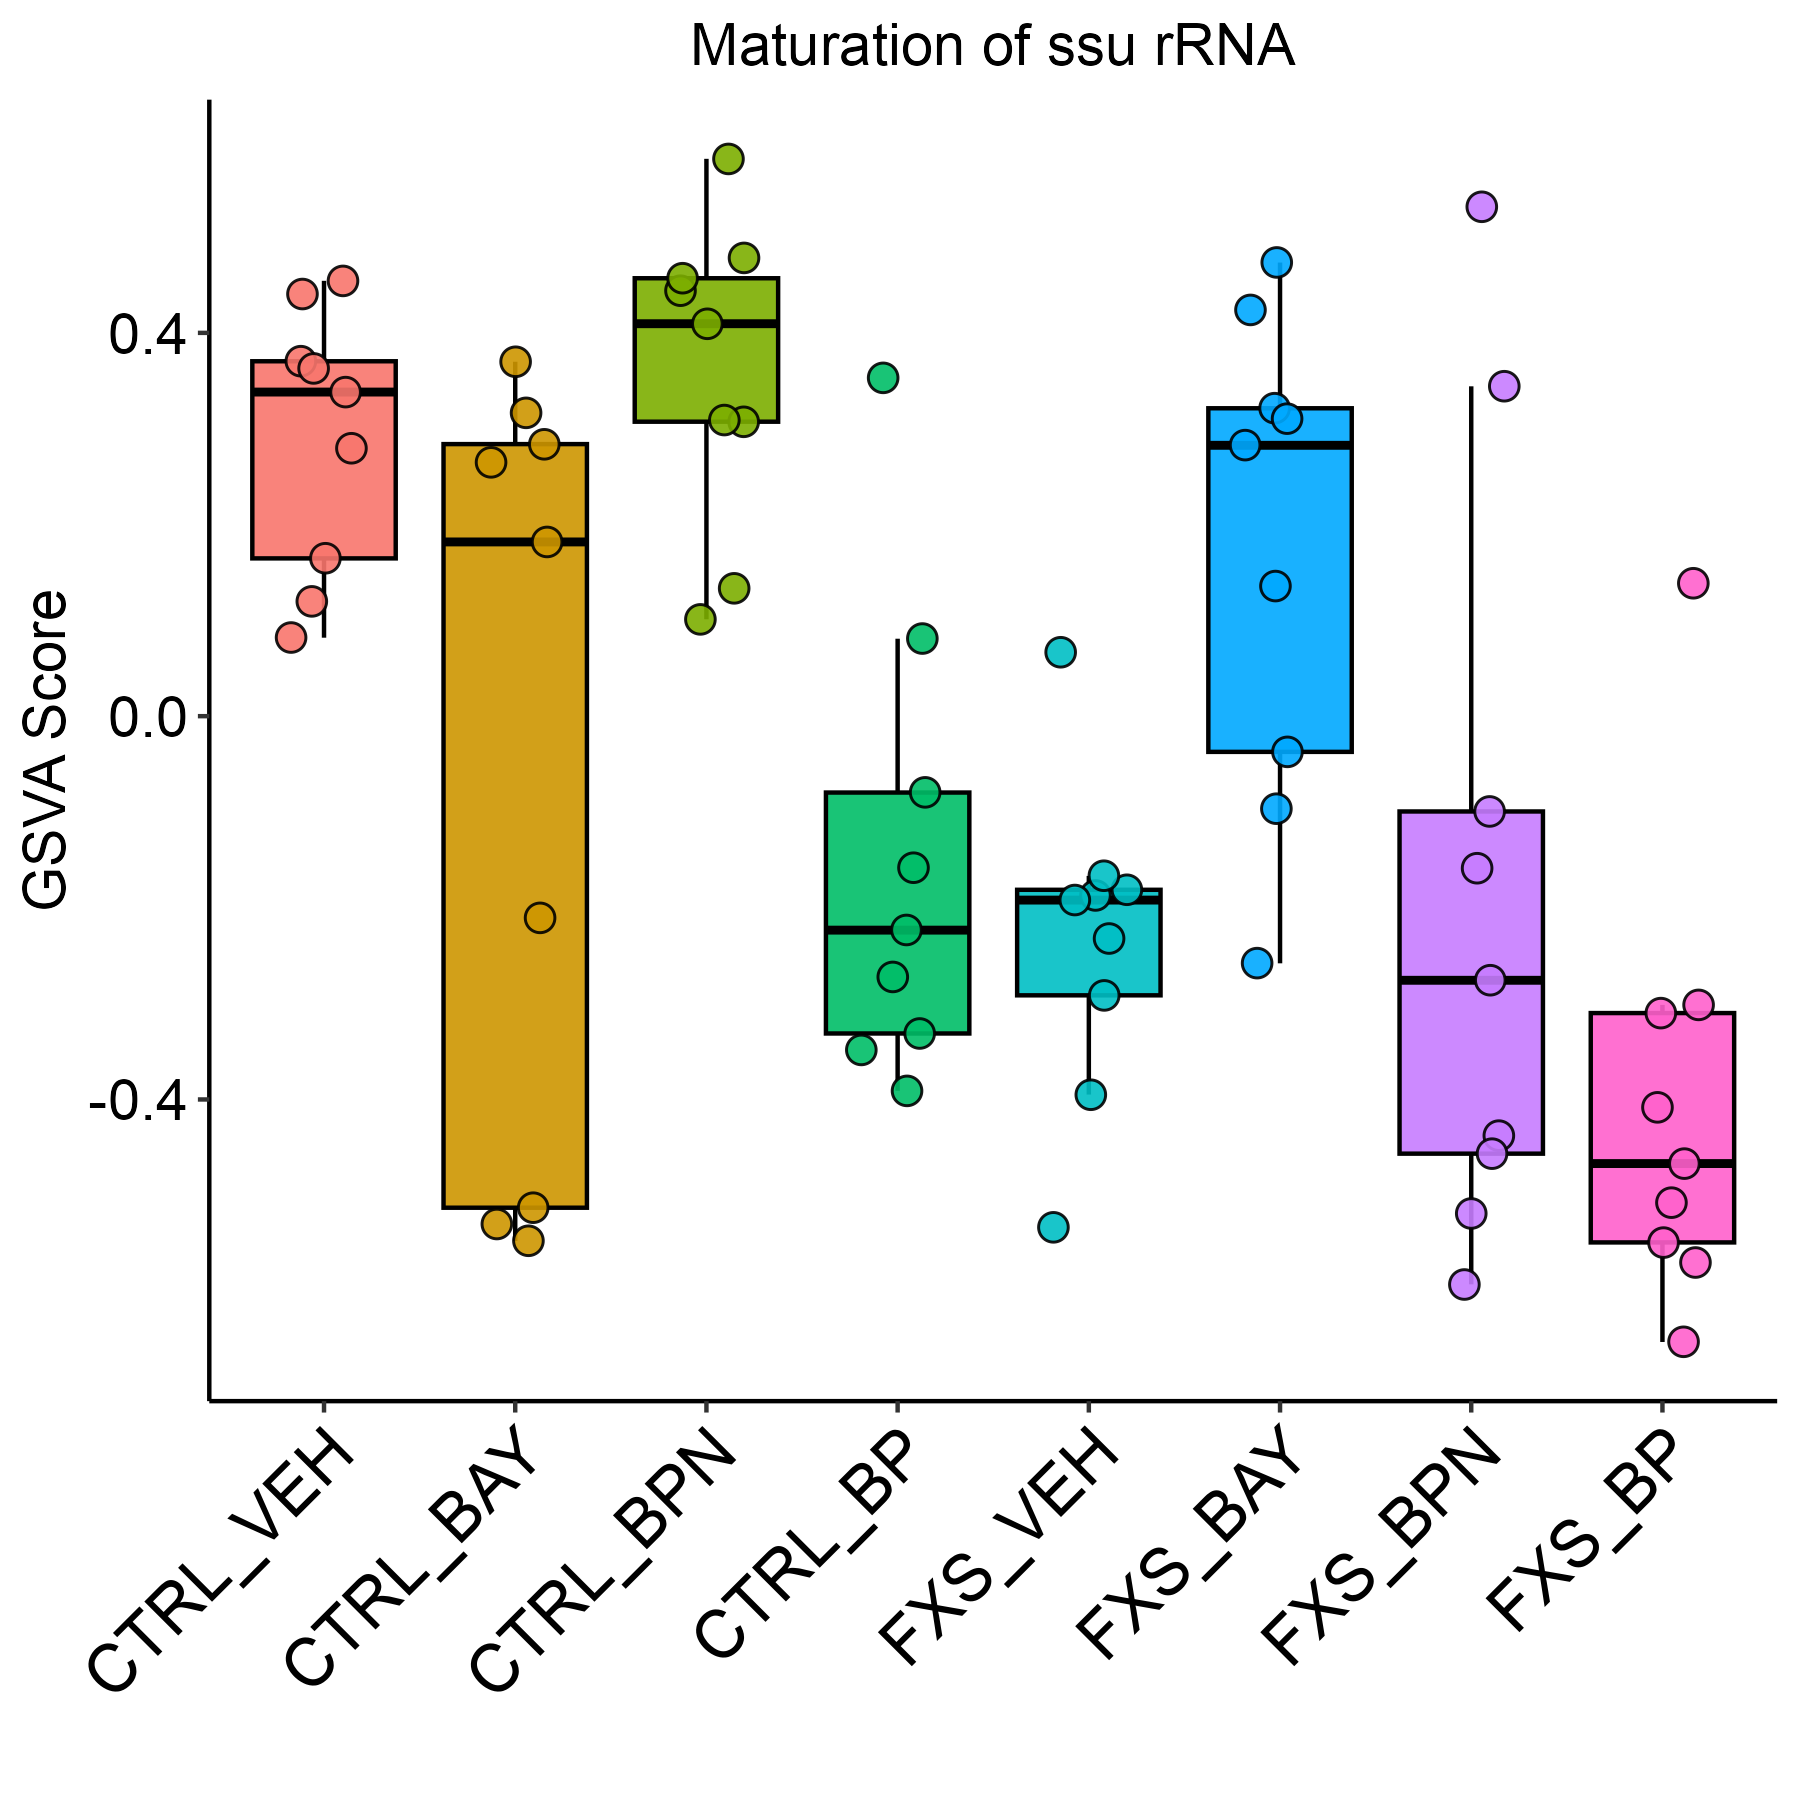 Maturation of ssu rRNA
GSVA Score
0.4
0.0
-0.4
CTRL_VEH
CTRL_BAY
CTRL_BPN
CTRL_BP
FXS_VEH
FXS_BAY
FXS_BPN
FXS_BP